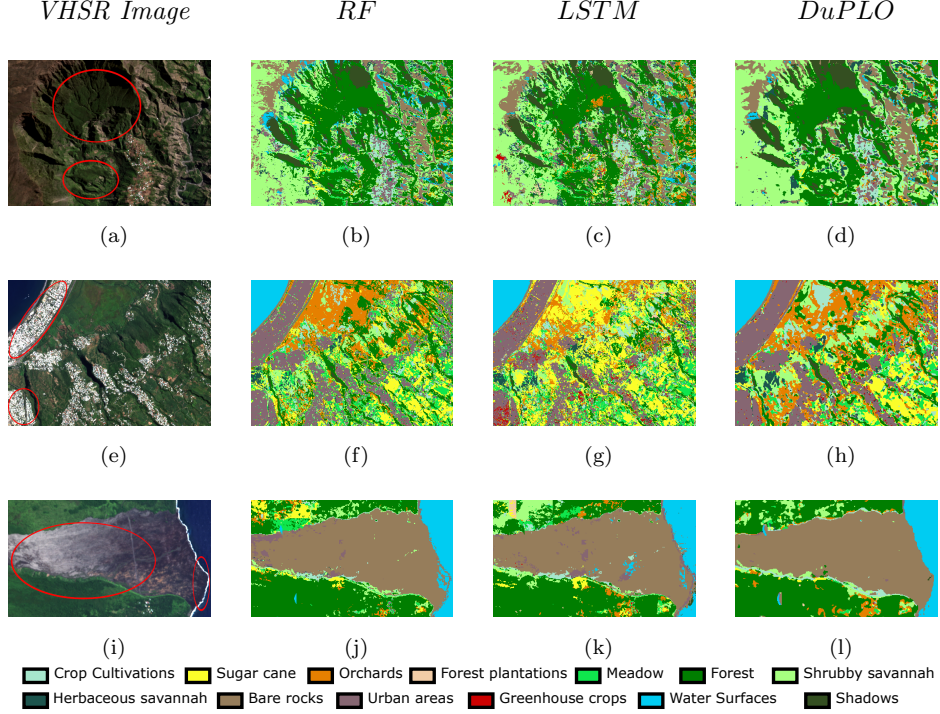 VHSR Image RF LSTM DuPLO
(a) (b) (c) (d)
(e) (f) (g) (h)
(i) (j) (k) (l)
Crop Cultivations Sugar cane Orchards Forest plantations Meadow Forest Shrubby savannah
Herbaceous savannah Bare rocks Urban areas Greenhouse crops Water Surfaces Shadows